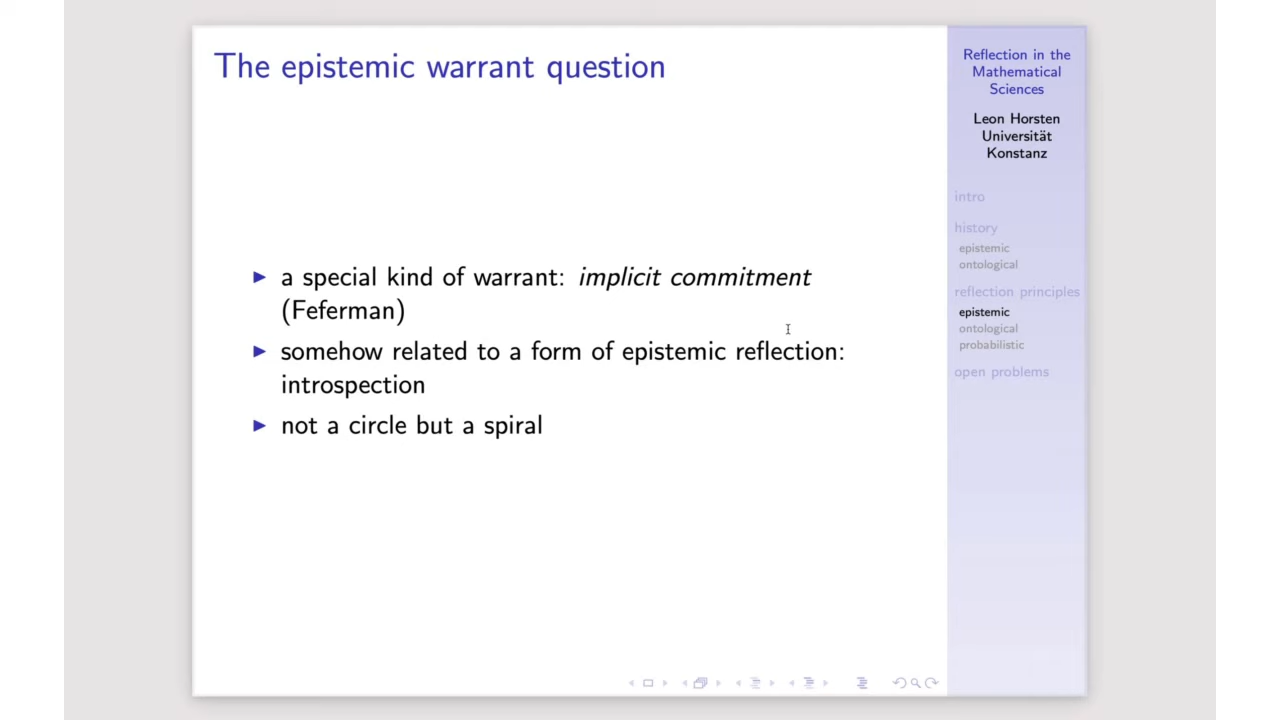 The epistemic warrant question
▶ a special kind of warrant: implicit commitment
(Feferman)
▶ somehow related to a form of epistemic reflection:
introspection
▶ not a circle but a spiral
Reflection in the
Mathematical
Sciences
Leon Horsten
Universität
Konstanz
intro
history
epistemic
ontological
reflection principles
epistemic
ontological
probabilistic
open problems